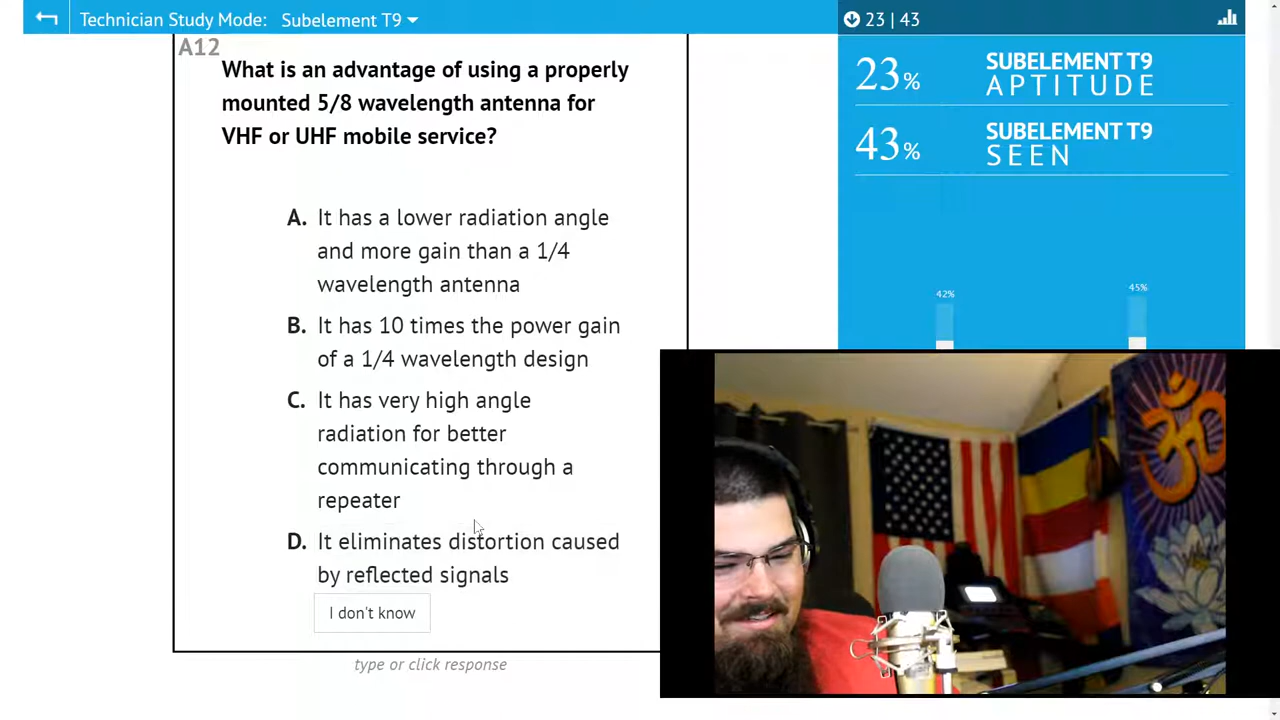 Technician Study Mode: Subelement T9
23 | 43
A12
What is an advantage of using a properly
mounted 5/8 wavelength antenna for
VHF or UHF mobile service?
A. It has a lower radiation angle
and more gain than a 1/4
wavelength antenna
B. It has 10 times the power gain
of a 1/4 wavelength design
C. It has very high angle
radiation for better
communicating through a
repeater
D. It eliminates distortion caused
by reflected signals
I don't know
type or click response
23% SUBELEMENT T9
APTITUDE
43% SUBELEMENT T9
SEEN
42%
45%